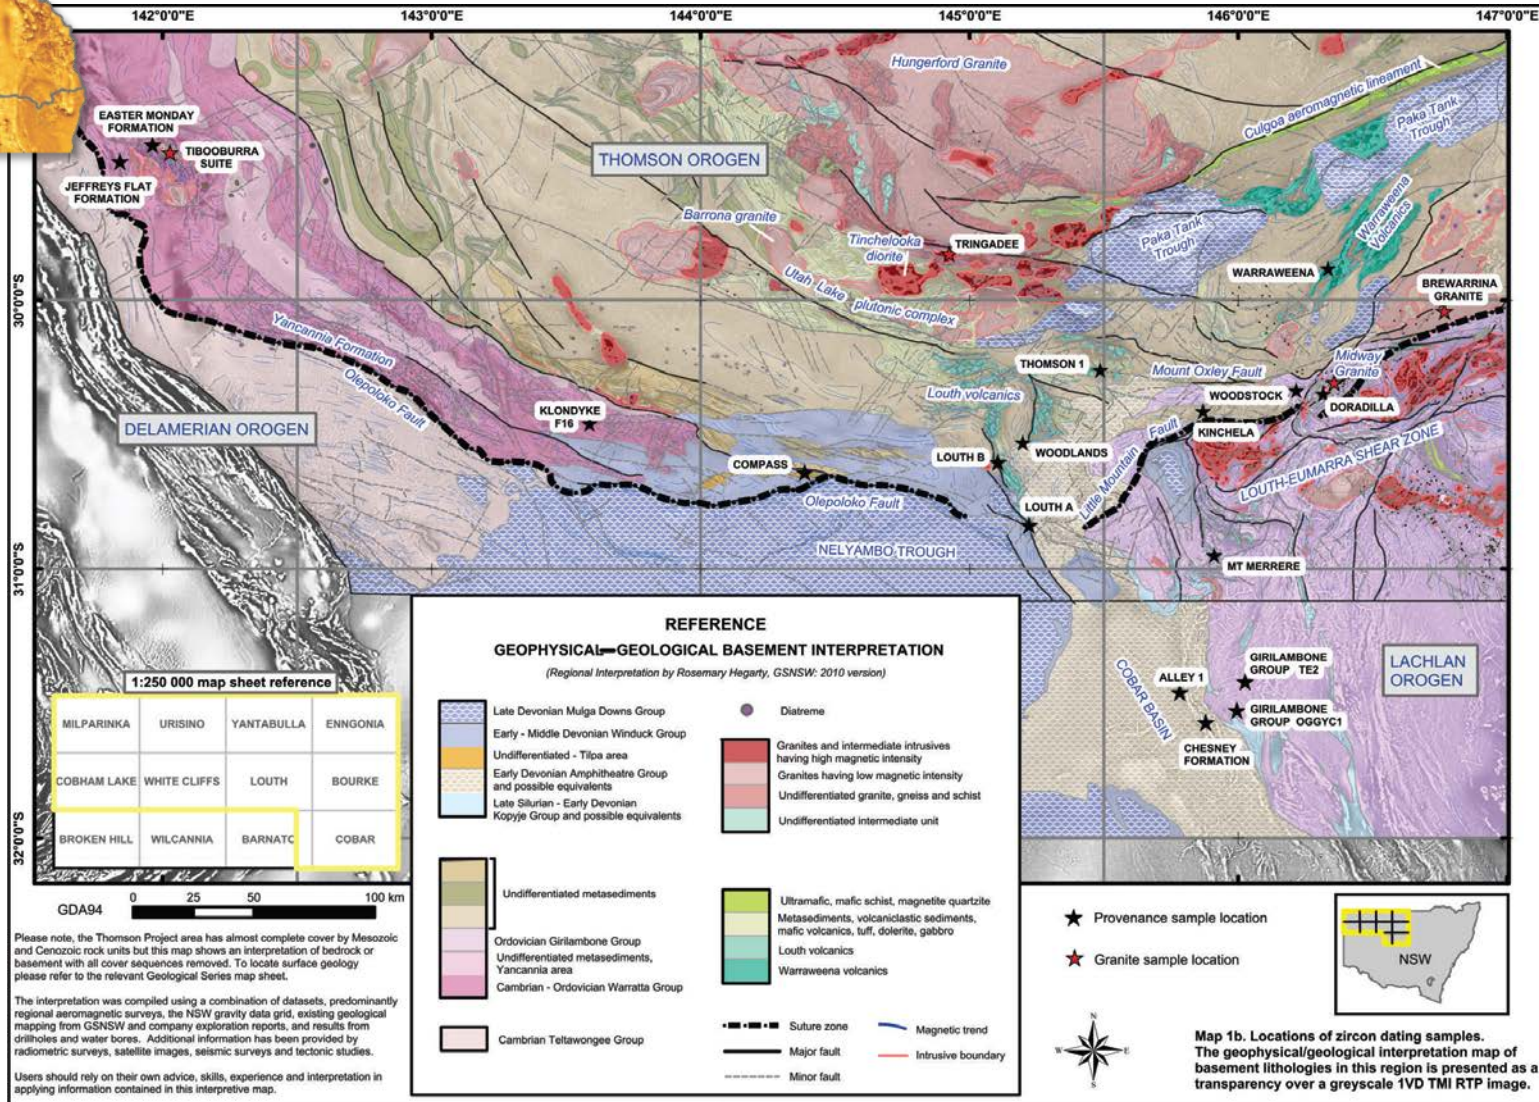 142°0'0"E
143°0'0"E
144°0'0"E
145°0'0"E
146°0'0"E
147°0'0"E
30°0'0"S
31°0'0"S
32°0'0"S
Hungerford Granite
Culgoa aeromagnetic lineament
Paka Tank
Trough
EASTER MONDAY
FORMATION
TIBOOBURRA
SUITE
JEFFREYS FLAT
FORMATION
THOMSON OROGEN
Barrona granite
Tinchelooka
diorite
TRINGADEE
Paka Tank
Trough
Warraweena
Volcanics
WARRAWEENA
BREWARRINA
GRANITE
Utah Lake plutonic complex
Yancannia Formation
Olepoloko Fault
THOMSON 1
Mount Oxley Fault
Midway
Granite
Louth volcanics
WOODSTOCK
DORADILLA
KLONDYKE
F16
DELAMERIAN OROGEN
KINCHELA
COMPASS
LOUTH B
WOODLANDS
Little Mountain Fault
LOUTH-EUMARRA SHEAR ZONE
Olepoloko Fault
LOUTH A
NELYAMBO TROUGH
MT MERRERE
COBAR BASIN
ALLEY 1
GIRILAMBONE
GROUP TE2
GIRILAMBONE
GROUP OGGYC1
CHESNEY
FORMATION
LACHLAN
OROGEN
1:250 000 map sheet reference
MILPARINKA URISINO YANTABULLA ENNGONIA
COBHAM LAKE WHITE CLIFFS LOUTH BOURKE
BROKEN HILL WILCANNIA BARNATO COBAR
GDA94
0 25 50 100 km
Please note, the Thomson Project area has almost complete cover by Mesozoic
and Cenozoic rock units but this map shows an interpretation of bedrock or
basement with all cover sequences removed. To locate surface geology
please refer to the relevant Geological Series map sheet.
The interpretation was compiled using a combination of datasets, predominantly
regional aeromagnetic surveys, the NSW gravity data grid, existing geological
mapping from GSNSW and company exploration reports, and results from
drillholes and water bores. Additional information has been provided by
radiometric surveys, satellite images, seismic surveys and tectonic studies.
Users should rely on their own advice, skills, experience and interpretation in
applying information contained in this interpretive map.
REFERENCE
GEOPHYSICAL—GEOLOGICAL BASEMENT INTERPRETATION
(Regional Interpretation by Rosemary Hegarty, GSNSW: 2010 version)
Late Devonian Mulga Downs Group
Early - Middle Devonian Winduck Group
Undifferentiated - Tilpa area
Early Devonian Amphitheatre Group
and possible equivalents
Late Silurian - Early Devonian
Kopyje Group and possible equivalents
Undifferentiated metasediments
Ordovician Girilambone Group
Undifferentiated metasediments,
Yancannia area
Cambrian - Ordovician Warratta Group
Cambrian Teltawongee Group
Diatreme
Granites and intermediate intrusives
having high magnetic intensity
Granites having low magnetic intensity
Undifferentiated granite, gneiss and schist
Undifferentiated intermediate unit
Ultramafic, mafic schist, magnetite quartzite
Metasediments, volcaniclastic sediments,
mafic volcanics, tuff, dolerite, gabbro
Louth volcanics
Warraweena volcanics
Suture zone
Major fault
Minor fault
Magnetic trend
Intrusive boundary
Provenance sample location
Granite sample location
NSW
N
W E
S
Map 1b. Locations of zircon dating samples.
The geophysical/geological interpretation map of
basement lithologies in this region is presented as a
transparency over a greyscale 1VD TMI RTP image.